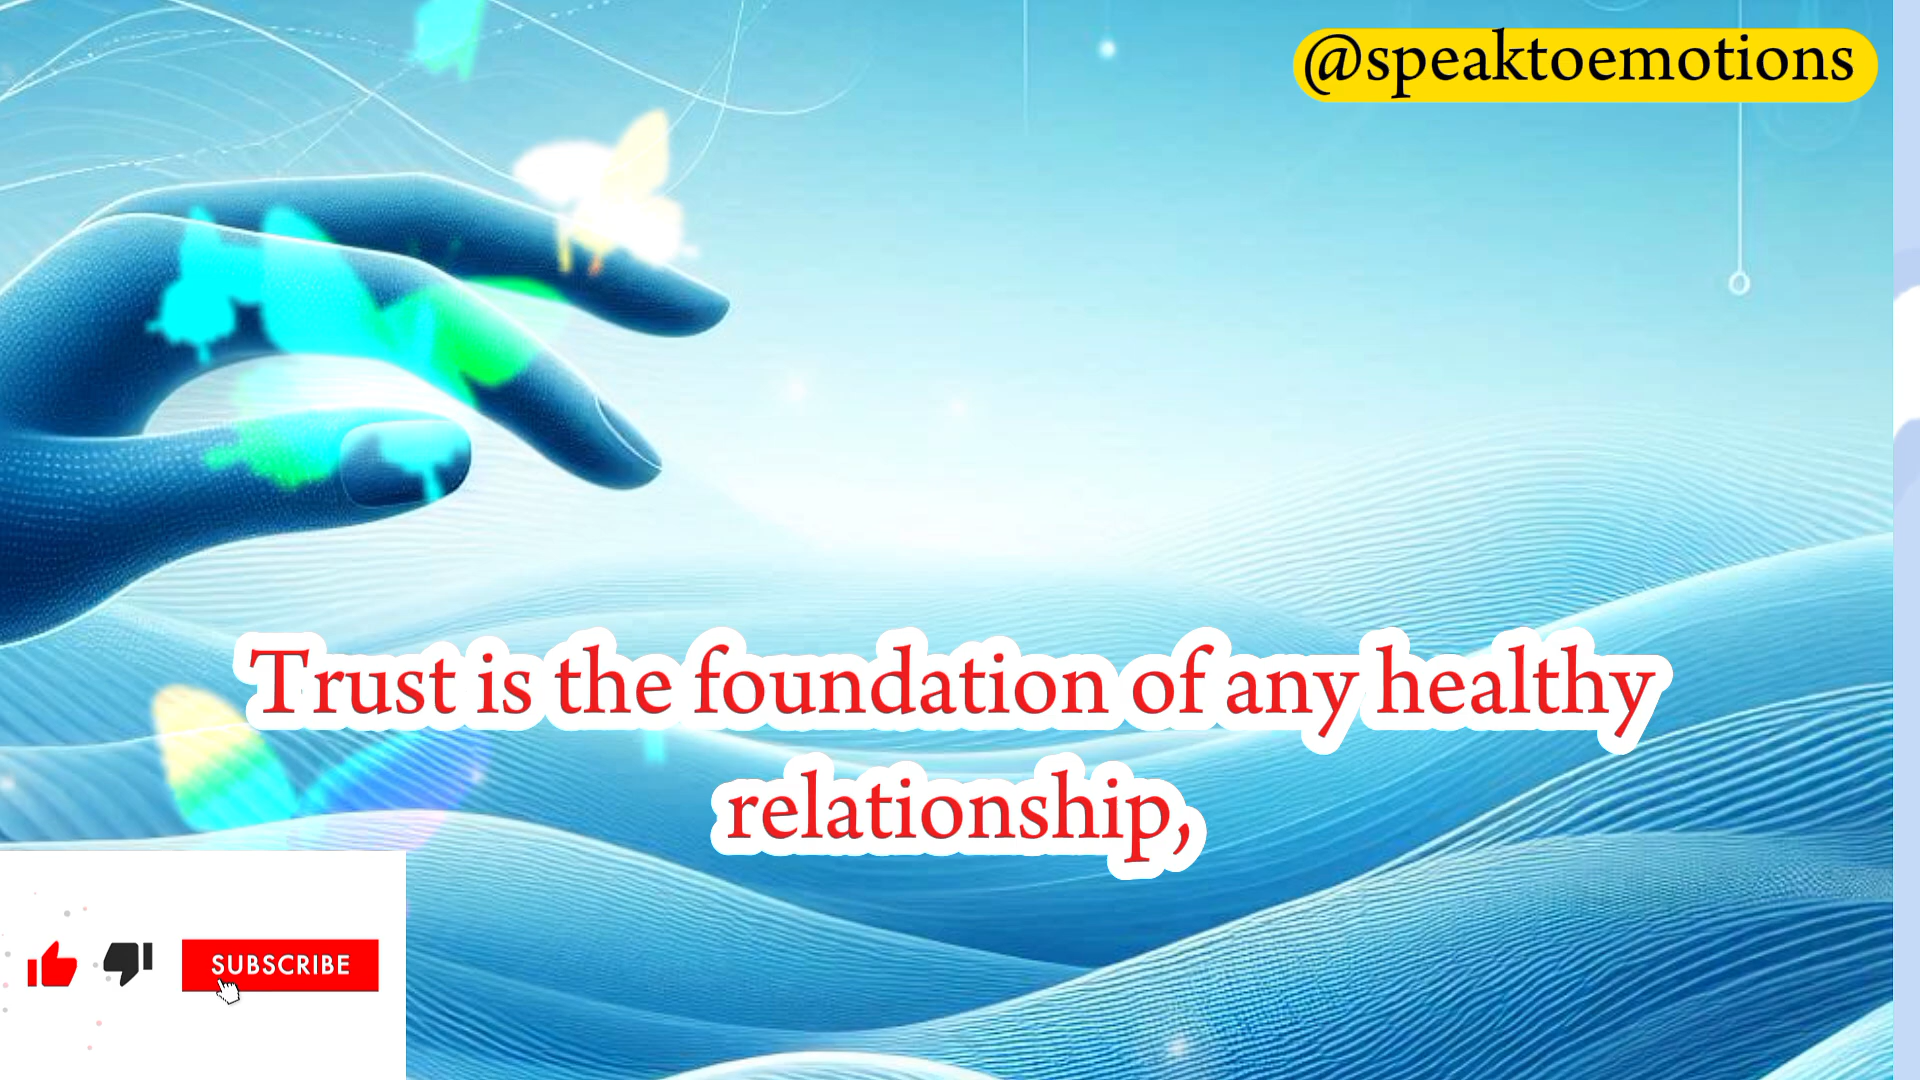 @speaktoemotions
Trust is the foundation of any healthy
relationship,
SUBSCRIBE